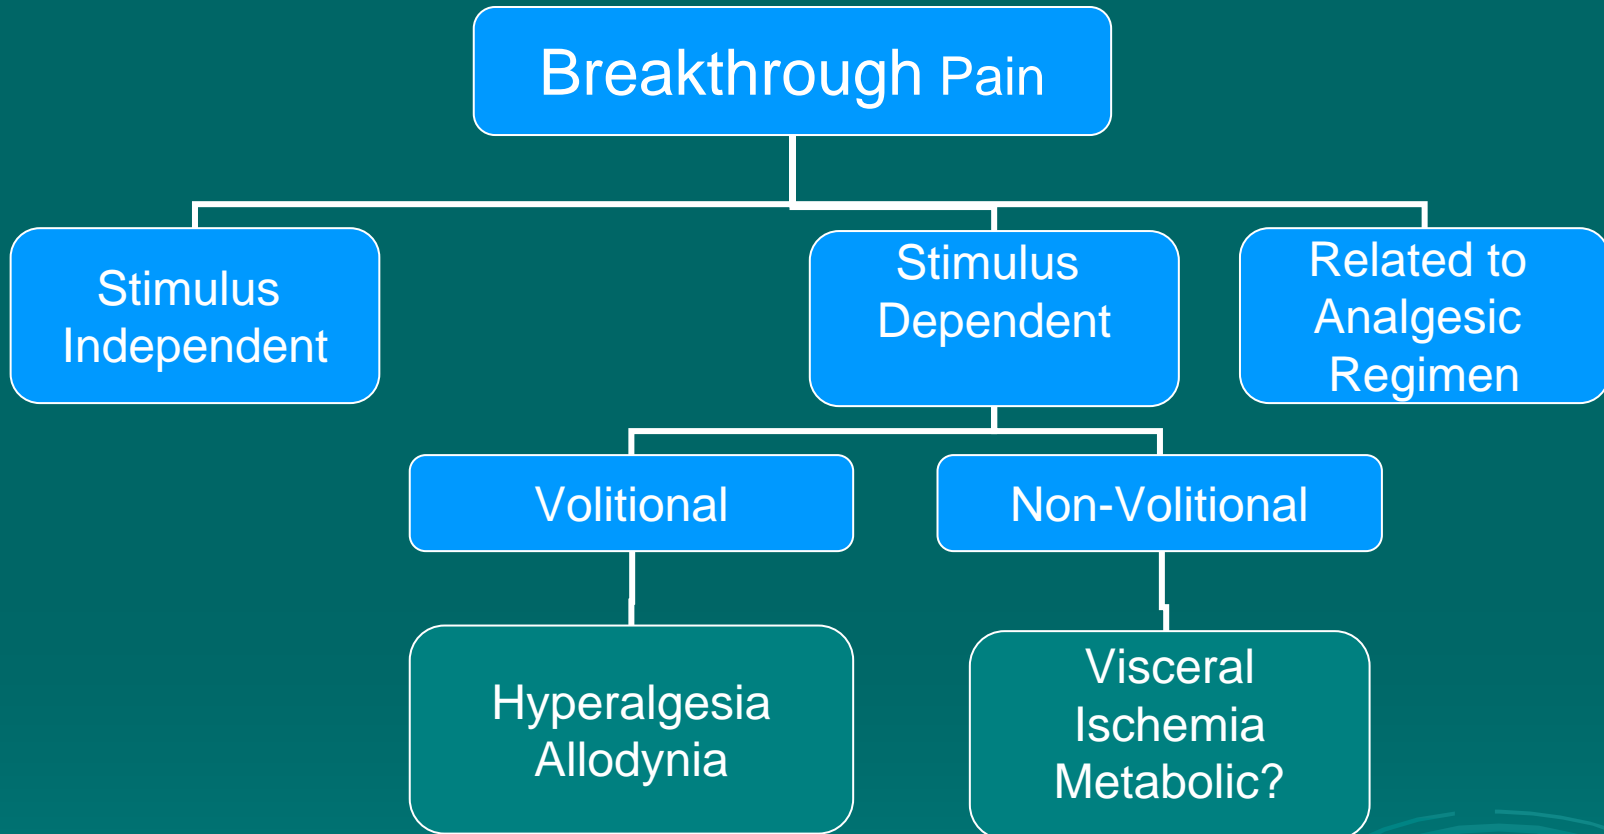 Breakthrough Pain
Stimulus
Independent
Stimulus
Dependent
Related to
Analgesic
Regimen
Volitional
Non-Volitional
Hyperalgesia
Allodynia
Visceral
Ischemia
Metabolic?